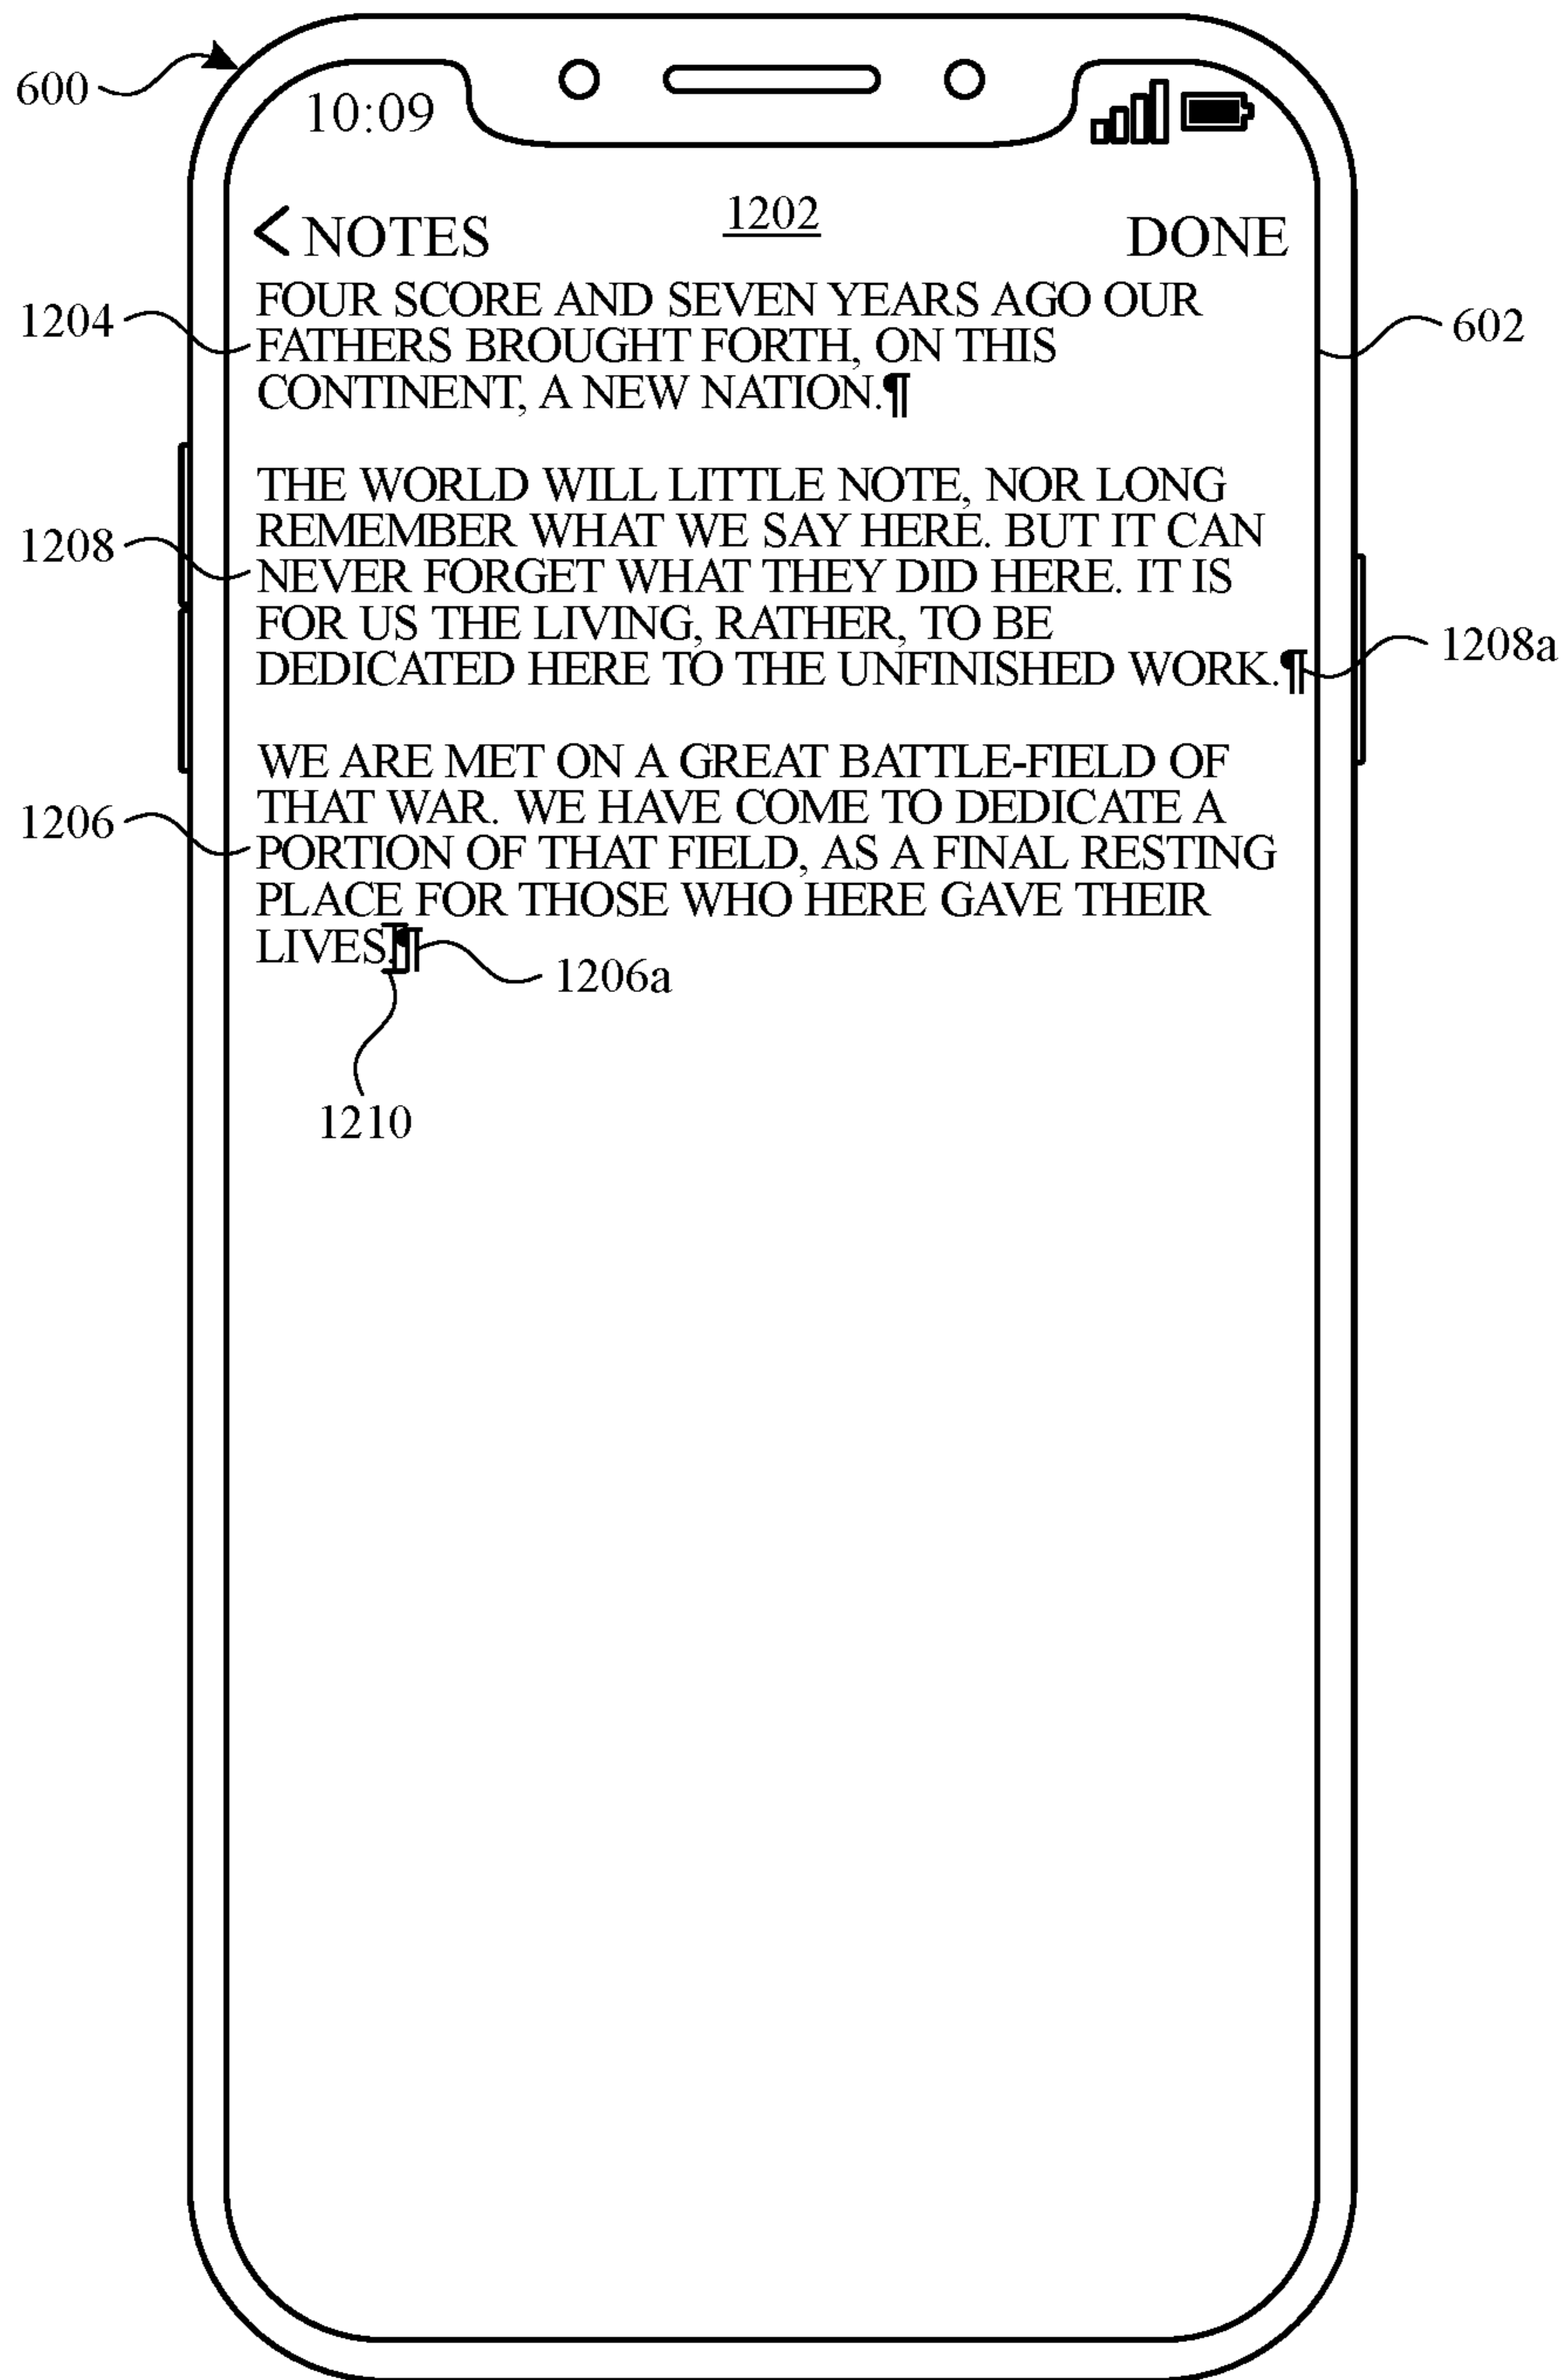 600
10:09
< NOTES 1202 DONE
1204
FOUR SCORE AND SEVEN YEARS AGO OUR
FATHERS BROUGHT FORTH, ON THIS
CONTINENT, A NEW NATION.¶
602
THE WORLD WILL LITTLE NOTE, NOR LONG
REMEMBER WHAT WE SAY HERE. BUT IT CAN
1208
NEVER FORGET WHAT THEY DID HERE. IT IS
FOR US THE LIVING, RATHER, TO BE
DEDICATED HERE TO THE UNFINISHED WORK.¶
1208a
WE ARE MET ON A GREAT BATTLE-FIELD OF
THAT WAR. WE HAVE COME TO DEDICATE A
1206
PORTION OF THAT FIELD, AS A FINAL RESTING
PLACE FOR THOSE WHO HERE GAVE THEIR
LIVES.¶
1206a
1210